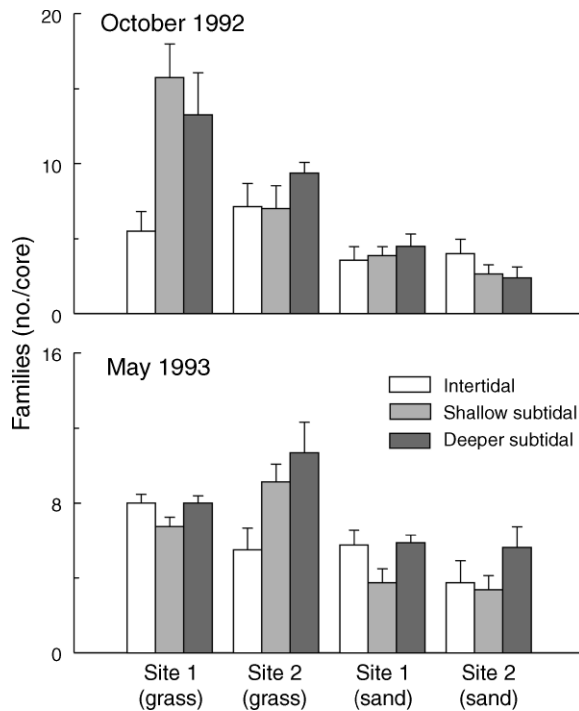 20
October 1992
10
0
Families (no./core)
16
May 1993
Intertidal
Shallow subtidal
Deeper subtidal
8
0
Site 1 Site 2 Site 1 Site 2
(grass) (grass) (sand) (sand)